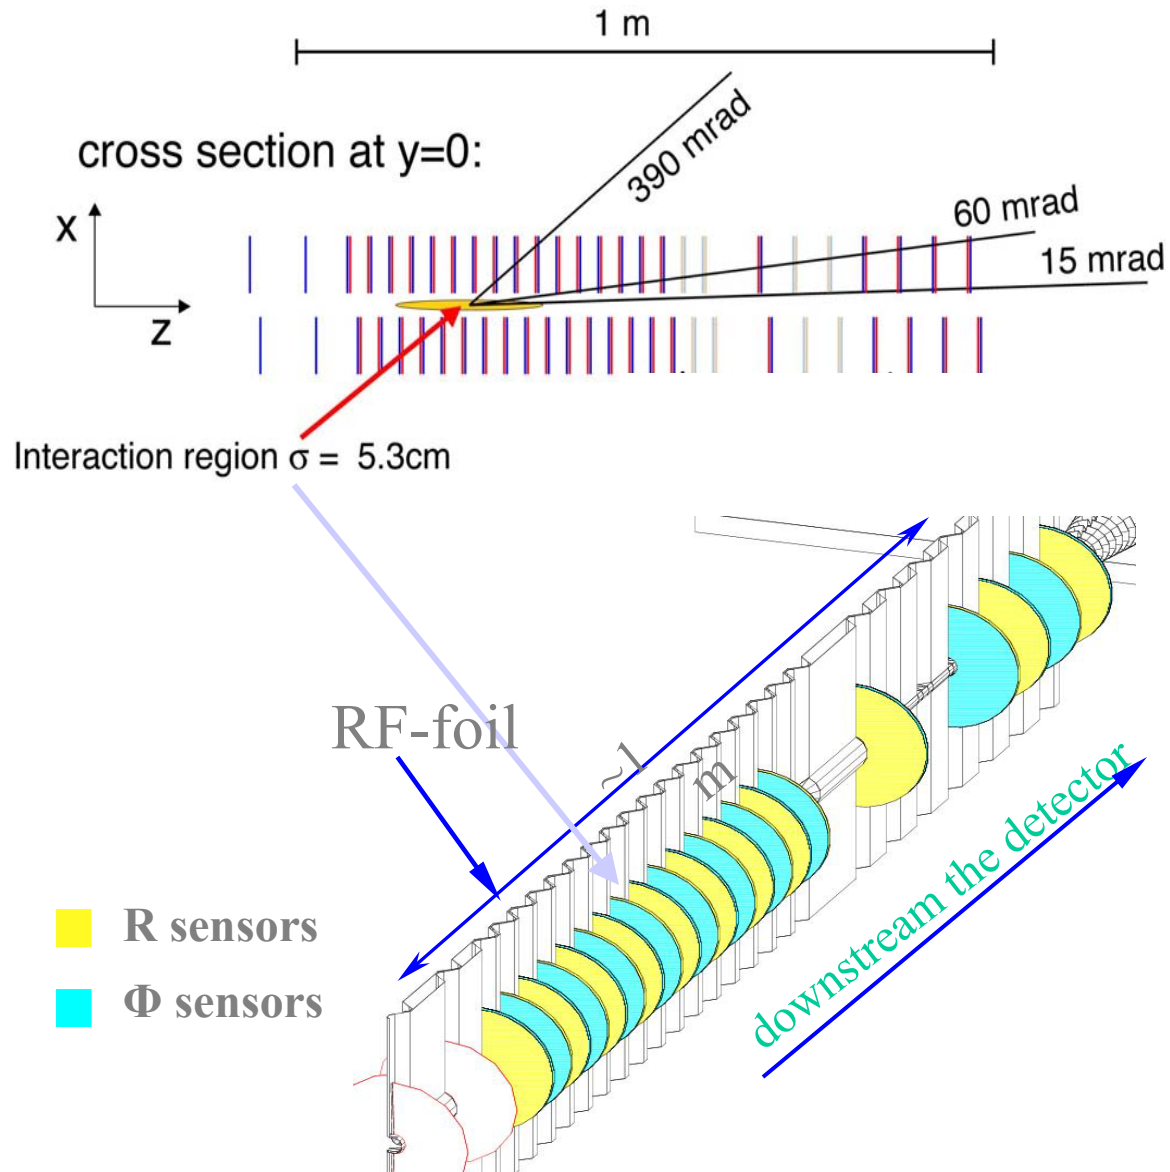 1 m
390 mrad
cross section at y=0:
60 mrad
x
15 mrad
z
Interaction region σ = 5.3cm
RF-foil
~1 m
downstream the detector
R sensors
Φ sensors